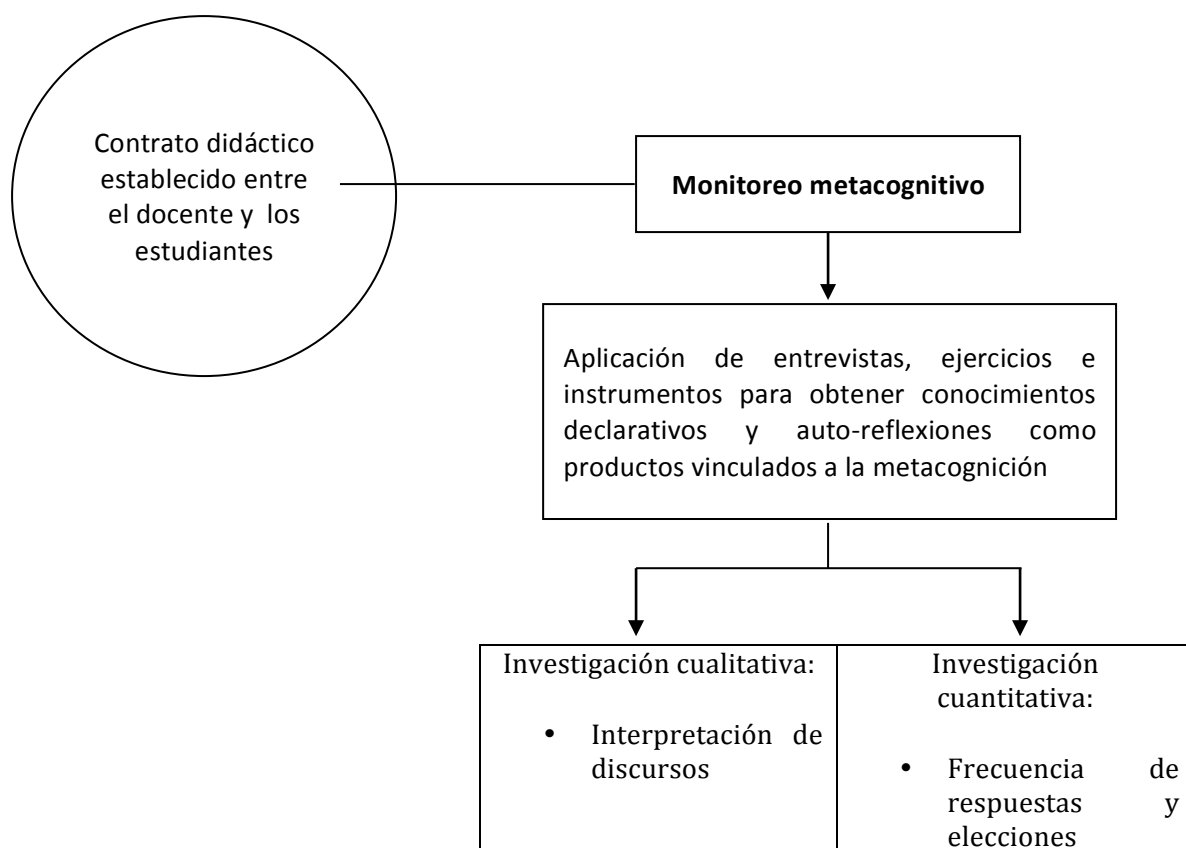 Contrato didáctico
establecido entre
el docente y los
estudiantes
Monitoreo metacognitivo
Aplicación de entrevistas, ejercicios e
instrumentos para obtener conocimientos
declarativos y auto-reflexiones como
productos vinculados a la metacognición
Investigación cualitativa:
• Interpretación de
discursos
Investigación
cuantitativa:
• Frecuencia de
respuestas y
elecciones